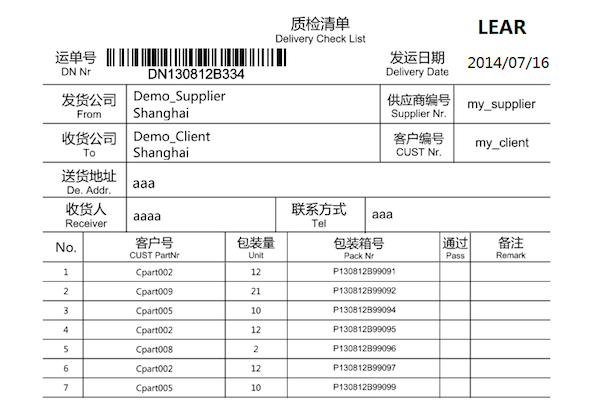 质检清单 LEAR
Delivery Check List
运单号 发运日期 2014/07/16
DN Nr DN130812B334 Delivery Date
发货公司 Demo_Supplier 供应商编号 my_supplier
From Shanghai Supplier Nr.
收货公司 Demo_Client 客户编号 my_client
To Shanghai CUST Nr.
送货地址 aaa
De. Addr.
收货人 aaaa 联系方式 aaa
Receiver Tel
No. 客户号 包装量 包装箱号 通过 备注
CUST PartNr Unit Pack Nr Pass Remark
1 Cpart002 12 P130812B99091
2 Cpart009 21 P130812B99092
3 Cpart005 10 P130812B99094
4 Cpart002 12 P130812B99095
5 Cpart008 2 P130812B99096
6 Cpart002 12 P130812B99097
7 Cpart005 10 P130812B99099